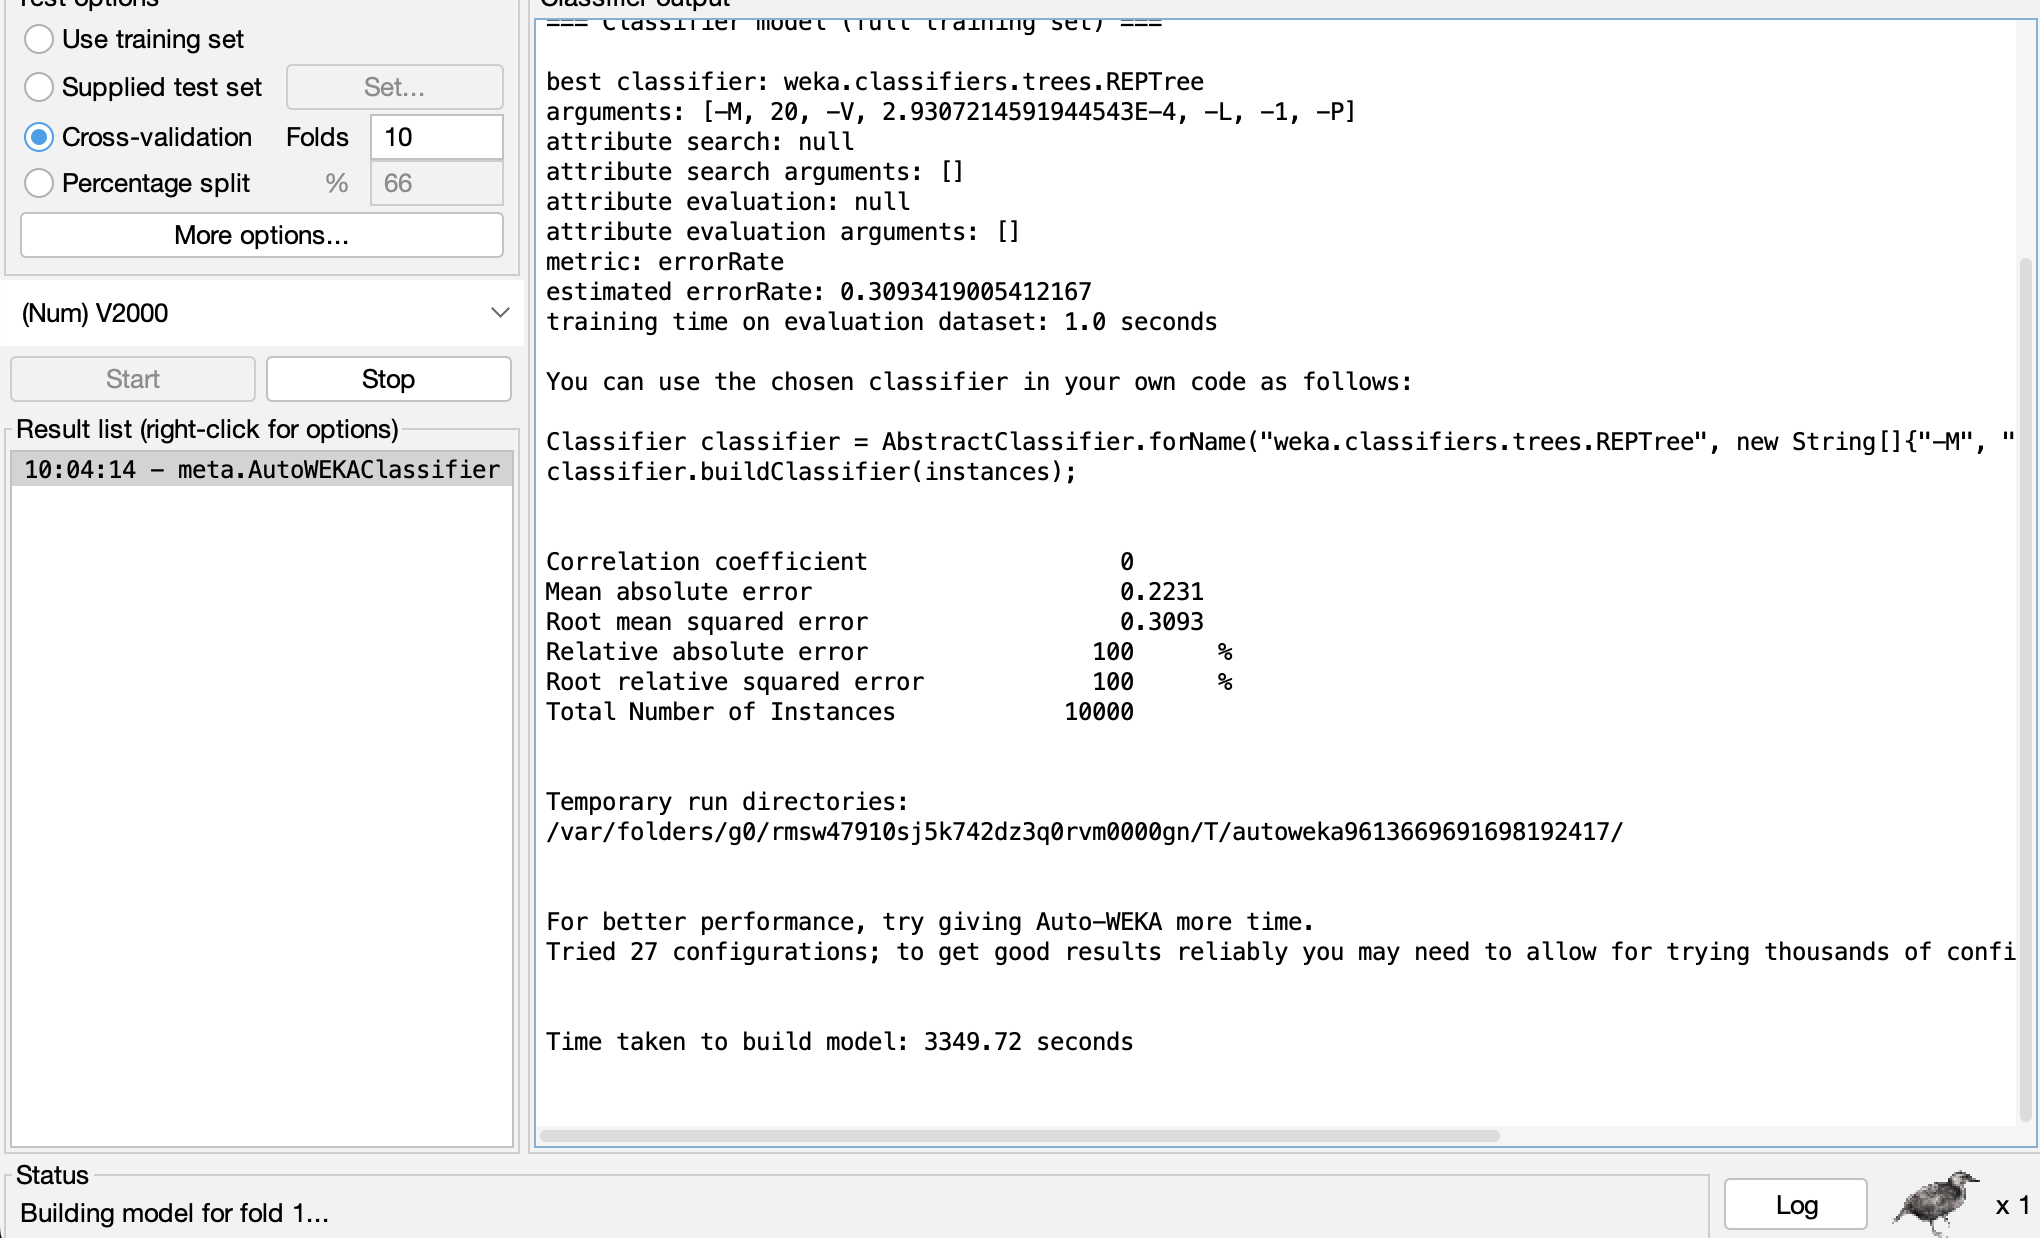 Test options
Use training set
Supplied test set Set...
Cross-validation Folds 10
Percentage split % 66
More options...
(Num) V2000
Start Stop
Result list (right-click for options)
10:04:14 – meta.AutoWEKAClassifier
Classifier output
=== Classifier model (full training set) ===
best classifier: weka.classifiers.trees.REPTree
arguments: [-M, 20, -V, 2.9307214591944543E-4, -L, -1, -P]
attribute search: null
attribute search arguments: []
attribute evaluation: null
attribute evaluation arguments: []
metric: errorRate
estimated errorRate: 0.3093419005412167
training time on evaluation dataset: 1.0 seconds
You can use the chosen classifier in your own code as follows:
Classifier classifier = AbstractClassifier.forName("weka.classifiers.trees.REPTree", new String[]{"-M", "
classifier.buildClassifier(instances);
Correlation coefficient 0
Mean absolute error 0.2231
Root mean squared error 0.3093
Relative absolute error 100 %
Root relative squared error 100 %
Total Number of Instances 10000
Temporary run directories:
/var/folders/g0/rmsw47910sj5k742dz3q0rvm0000gn/T/autoweka9613669691698192417/
For better performance, try giving Auto-WEKA more time.
Tried 27 configurations; to get good results reliably you may need to allow for trying thousands of confi
Time taken to build model: 3349.72 seconds
Status
Building model for fold 1...
Log
x 1